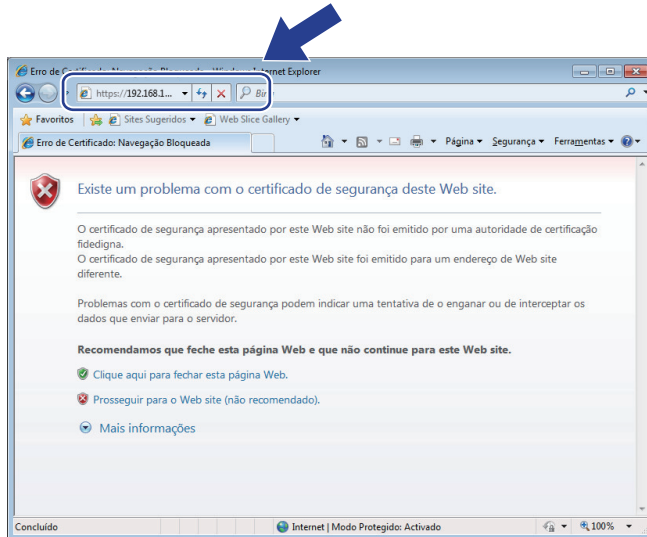 Erro de Certificado: Navegação Bloqueada - Windows Internet Explorer
https://192.168.1...
Bing
Favoritos Sites Sugeridos Web Slice Gallery
Erro de Certificado: Navegação Bloqueada Página Segurança Ferramentas
Existe um problema com o certificado de segurança deste Web site.
O certificado de segurança apresentado por este Web site não foi emitido por uma autoridade de certificação
fidedigna.
O certificado de segurança apresentado por este Web site foi emitido para um endereço de Web site
diferente.
Problemas com o certificado de segurança podem indicar uma tentativa de o enganar ou de interceptar os
dados que enviar para o servidor.
Recomendamos que feche esta página Web e que não continue para este Web site.
Clique aqui para fechar esta página Web.
Prosseguir para o Web site (não recomendado).
Mais informações
Concluído Internet | Modo Protegido: Activado 100%